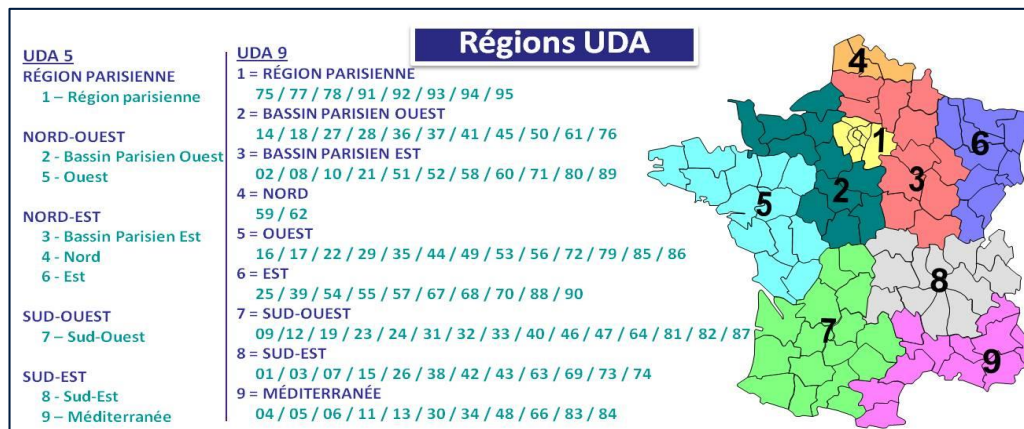 Régions UDA
UDA 5
RÉGION PARISIENNE
1 – Région parisienne
NORD-OUEST
2 - Bassin Parisien Ouest
5 - Ouest
NORD-EST
3 - Bassin Parisien Est
4 - Nord
6 - Est
SUD-OUEST
7 – Sud-Ouest
SUD-EST
8 - Sud-Est
9 – Méditerranée
UDA 9
1 = RÉGION PARISIENNE
75 / 77 / 78 / 91 / 92 / 93 / 94 / 95
2 = BASSIN PARISIEN OUEST
14 / 18 / 27 / 28 / 36 / 37 / 41 / 45 / 50 / 61 / 76
3 = BASSIN PARISIEN EST
02 / 08 / 10 / 21 / 51 / 52 / 58 / 60 / 71 / 80 / 89
4 = NORD
59 / 62
5 = OUEST
16 / 17 / 22 / 29 / 35 / 44 / 49 / 53 / 56 / 72 / 79 / 85 / 86
6 = EST
25 / 39 / 54 / 55 / 57 / 67 / 68 / 70 / 88 / 90
7 = SUD-OUEST
09 /12 / 19 / 23 / 24 / 31 / 32 / 33 / 40 / 46 / 47 / 64 / 81 / 82 / 87
8 = SUD-EST
01 / 03 / 07 / 15 / 26 / 38 / 42 / 43 / 63 / 69 / 73 / 74
9 = MÉDITERRANÉE
04 / 05 / 06 / 11 / 13 / 30 / 34 / 48 / 66 / 83 / 84
4
1
6
2
3
5
8
7
9